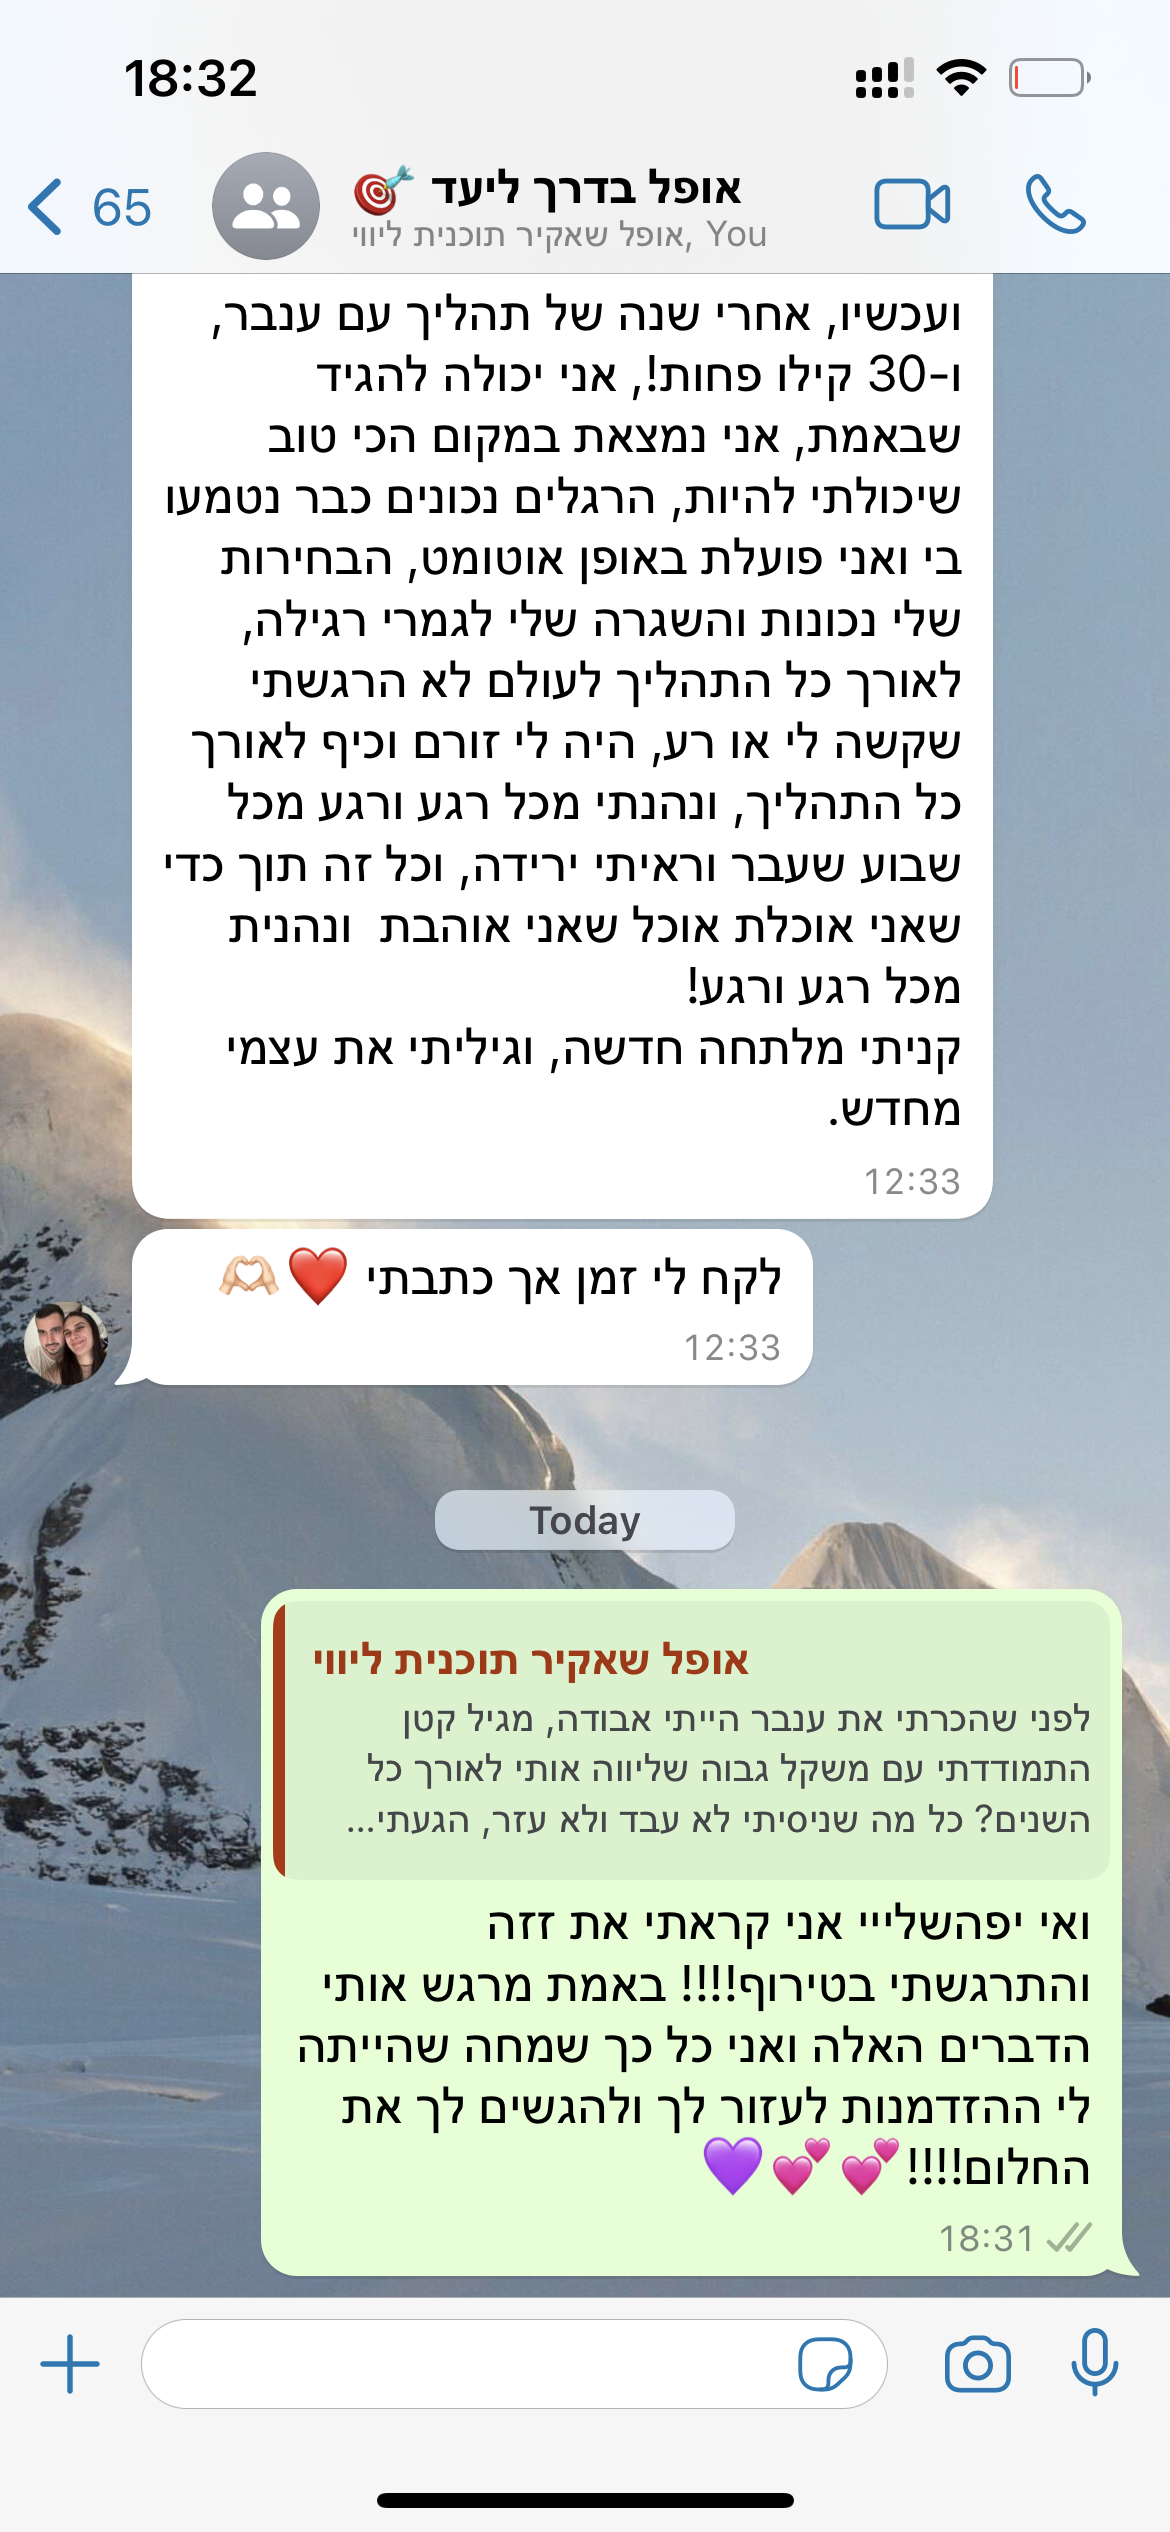 18:32
65
אופל בדרך ליעד 🎯
אופל שאקיר תוכנית ליווי, You
ועכשיו, אחרי שנה של תהליך עם ענבר,
ו-30 קילו פחות!, אני יכולה להגיד
שבאמת, אני נמצאת במקום הכי טוב
שיכולתי להיות, הרגלים נכונים כבר נטמעו
בי ואני פועלת באופן אוטומט, הבחירות
שלי נכונות והשגרה שלי לגמרי רגילה,
לאורך כל התהליך לעולם לא הרגשתי
שקשה לי או רע, היה לי זורם וכיף לאורך
כל התהליך, ונהנתי מכל רגע ורגע מכל
שבוע שעבר וראיתי ירידה, וכל זה תוך כדי
שאני אוכלת אוכל שאני אוהבת  ונהנית
מכל רגע ורגע!
קניתי מלתחה חדשה, וגיליתי את עצמי
מחדש.
12:33
לקח לי זמן אך כתבתי ❤️🫶🏻
12:33
Today
אופל שאקיר תוכנית ליווי
לפני שהכרתי את ענבר הייתי אבודה, מגיל קטן
התמודדתי עם משקל גבוה שליווה אותי לאורך כל
השנים? כל מה שניסיתי לא עבד ולא עזר, הגעתי...
ואי יפהשלייי אני קראתי את זזה
והתרגשתי בטירוף!!!! באמת מרגש אותי
הדברים האלה ואני כל כך שמחה שהייתה
לי ההזדמנות לעזור לך ולהגשים לך את
החלום!!!! 💕💕💜
18:31